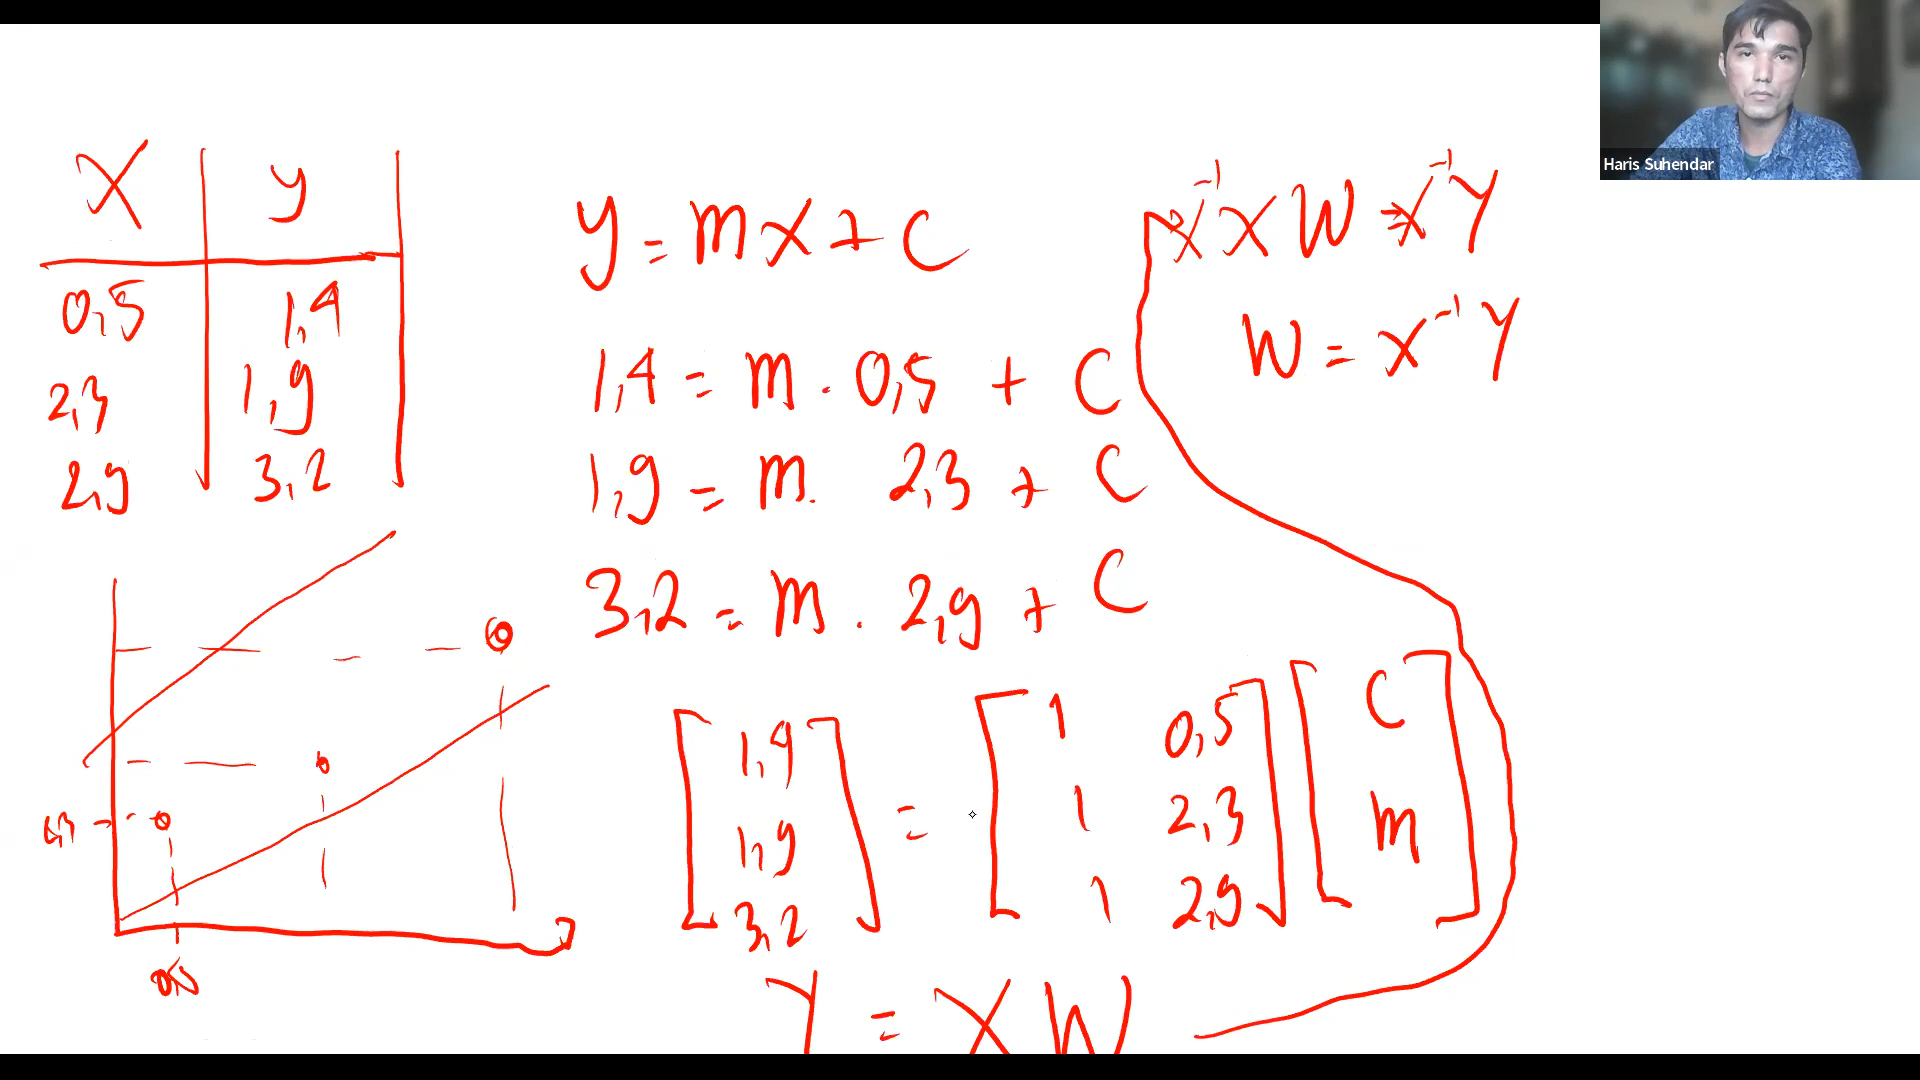 X y
0,5 1,4
2,3 1,9
2,9 3,2
y = mx + C
1,4 = m . 0,5 + C
1,9 = m. 2,3 + C
3,2 = m . 2,9 + C
X⁻¹ X W = X⁻¹ Y
W = X⁻¹ Y
Haris Suhendar
1,4 = 1 0,5 C
1,9 1 2,3 m
3,2 1 2,9
Y = X W